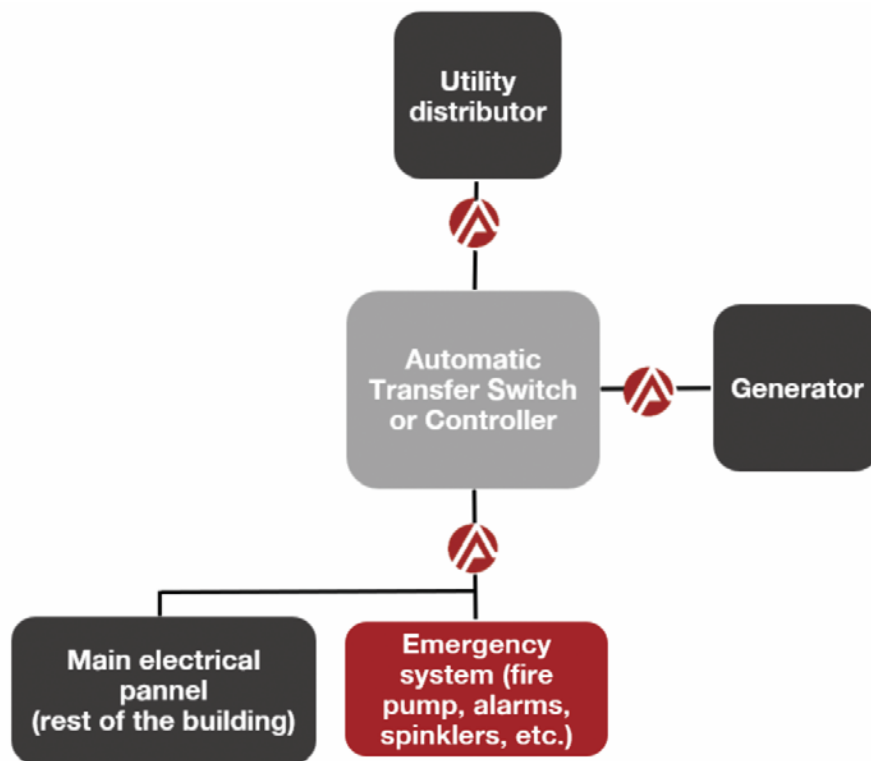 Utility
distributor
Automatic
Transfer Switch
or Controller
Generator
Main electrical
pannel
(rest of the building)
Emergency
system (fire
pump, alarms,
spinklers, etc.)